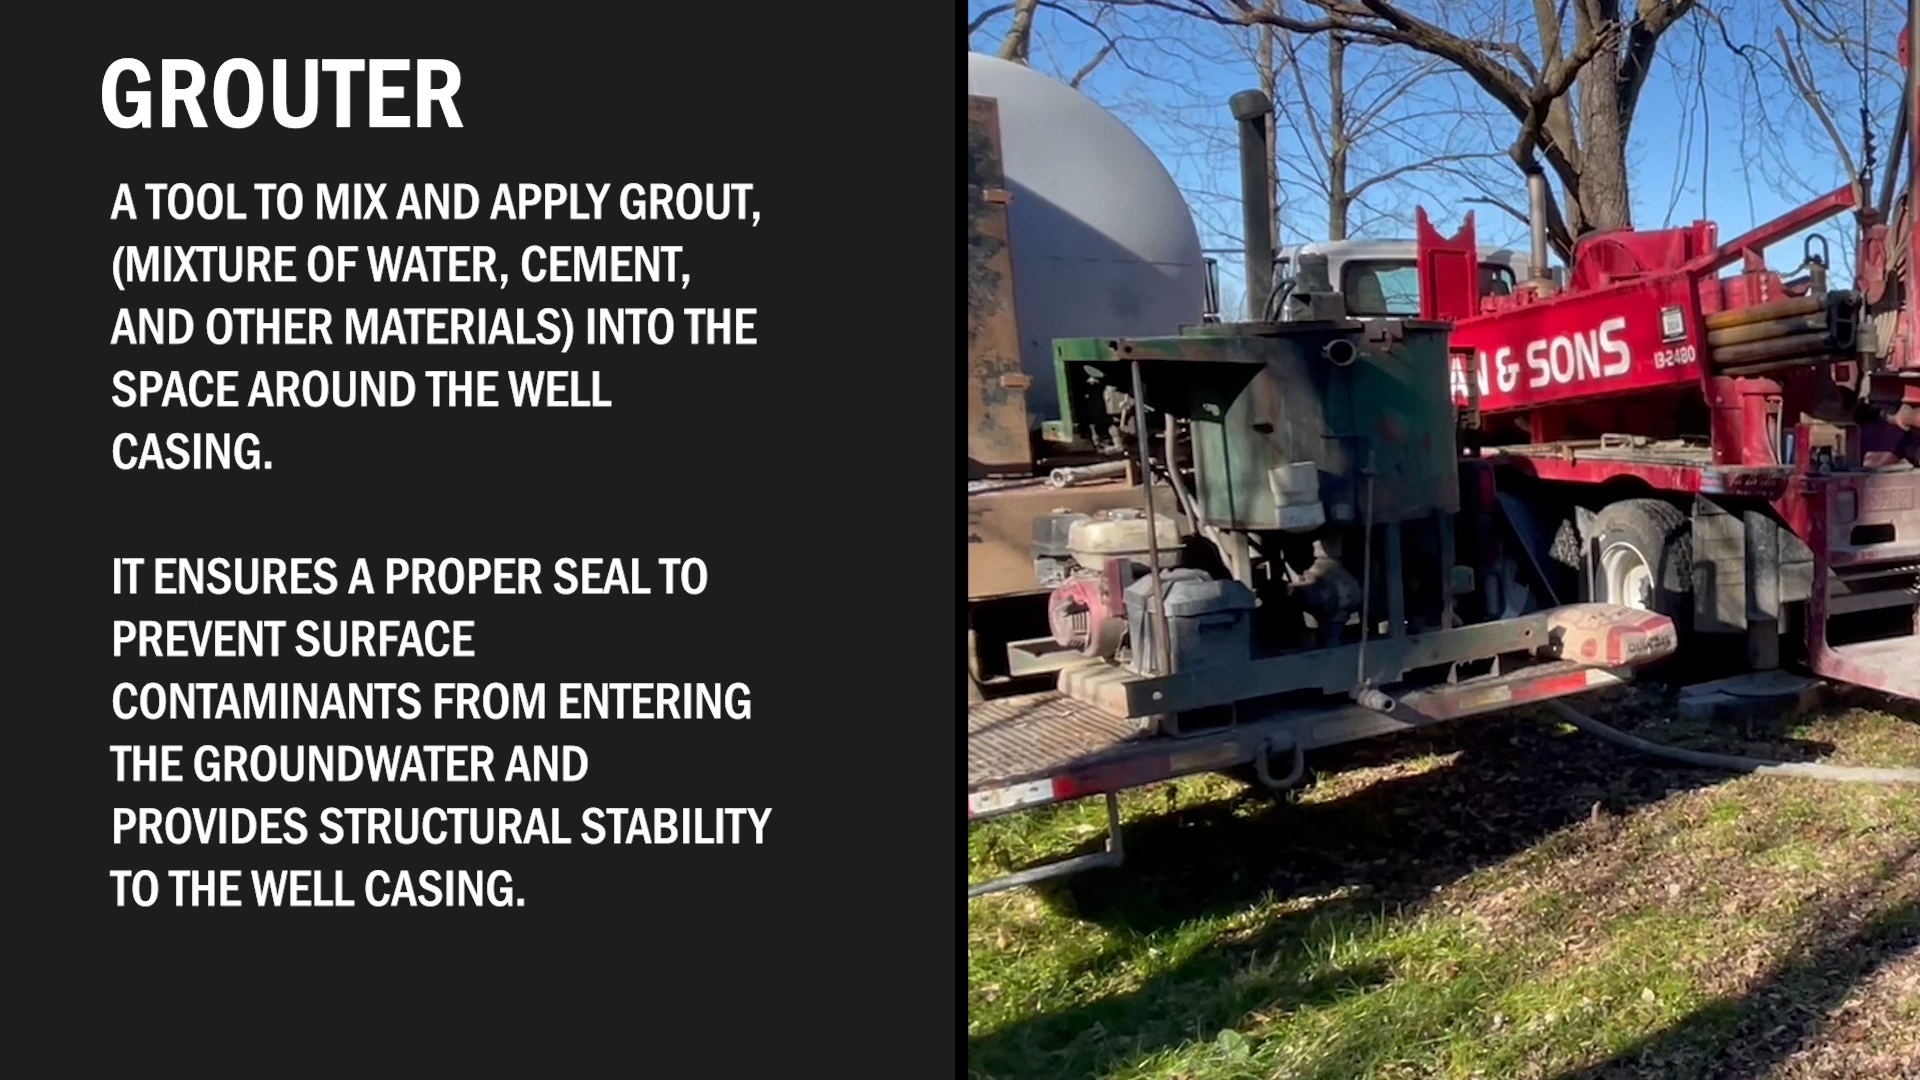 GROUTER
A TOOL TO MIX AND APPLY GROUT,
(MIXTURE OF WATER, CEMENT,
AND OTHER MATERIALS) INTO THE
SPACE AROUND THE WELL
CASING.
IT ENSURES A PROPER SEAL TO
PREVENT SURFACE
CONTAMINANTS FROM ENTERING
THE GROUNDWATER AND
PROVIDES STRUCTURAL STABILITY
TO THE WELL CASING.
AN & SONS
13-2480